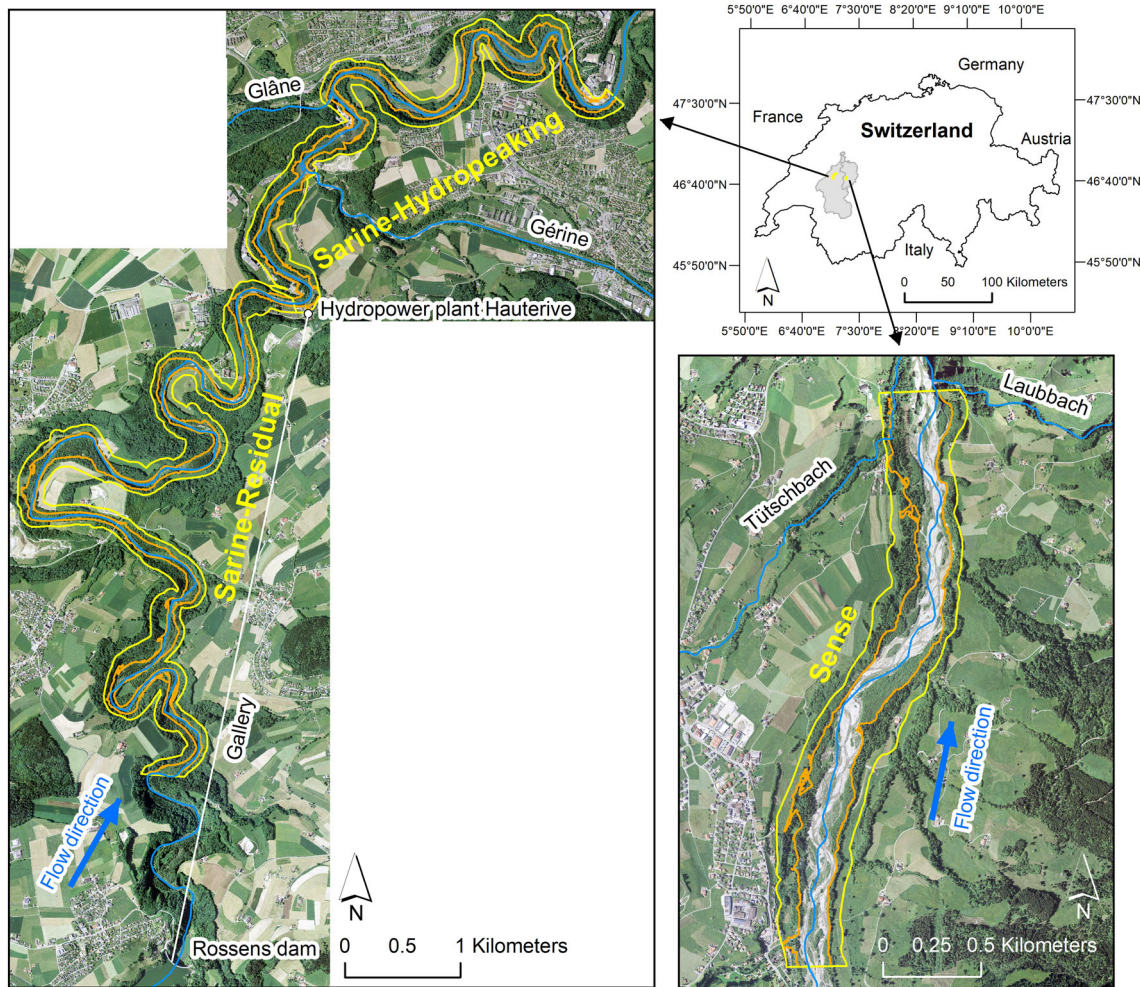 Glâne
Sarine-Hydropeaking
Gérine
Hydropower plant Hauterive
Sarine-Residual
Gallery
Flow direction
N
Rossens dam
0 0.5 1 Kilometers
5°50'0"E 6°40'0"E 7°30'0"E 8°20'0"E 9°10'0"E 10°0'0"E
Germany
47°30'0"N
47°30'0"N
France
Switzerland
Austria
46°40'0"N
46°40'0"N
Italy
45°50'0"N
45°50'0"N
N
0 50 100 Kilometers
5°50'0"E 6°40'0"E 7°30'0"E 8°20'0"E 9°10'0"E 10°0'0"E
Laubbach
Tütschbach
Sense
Flow direction
N
0 0.25 0.5 Kilometers